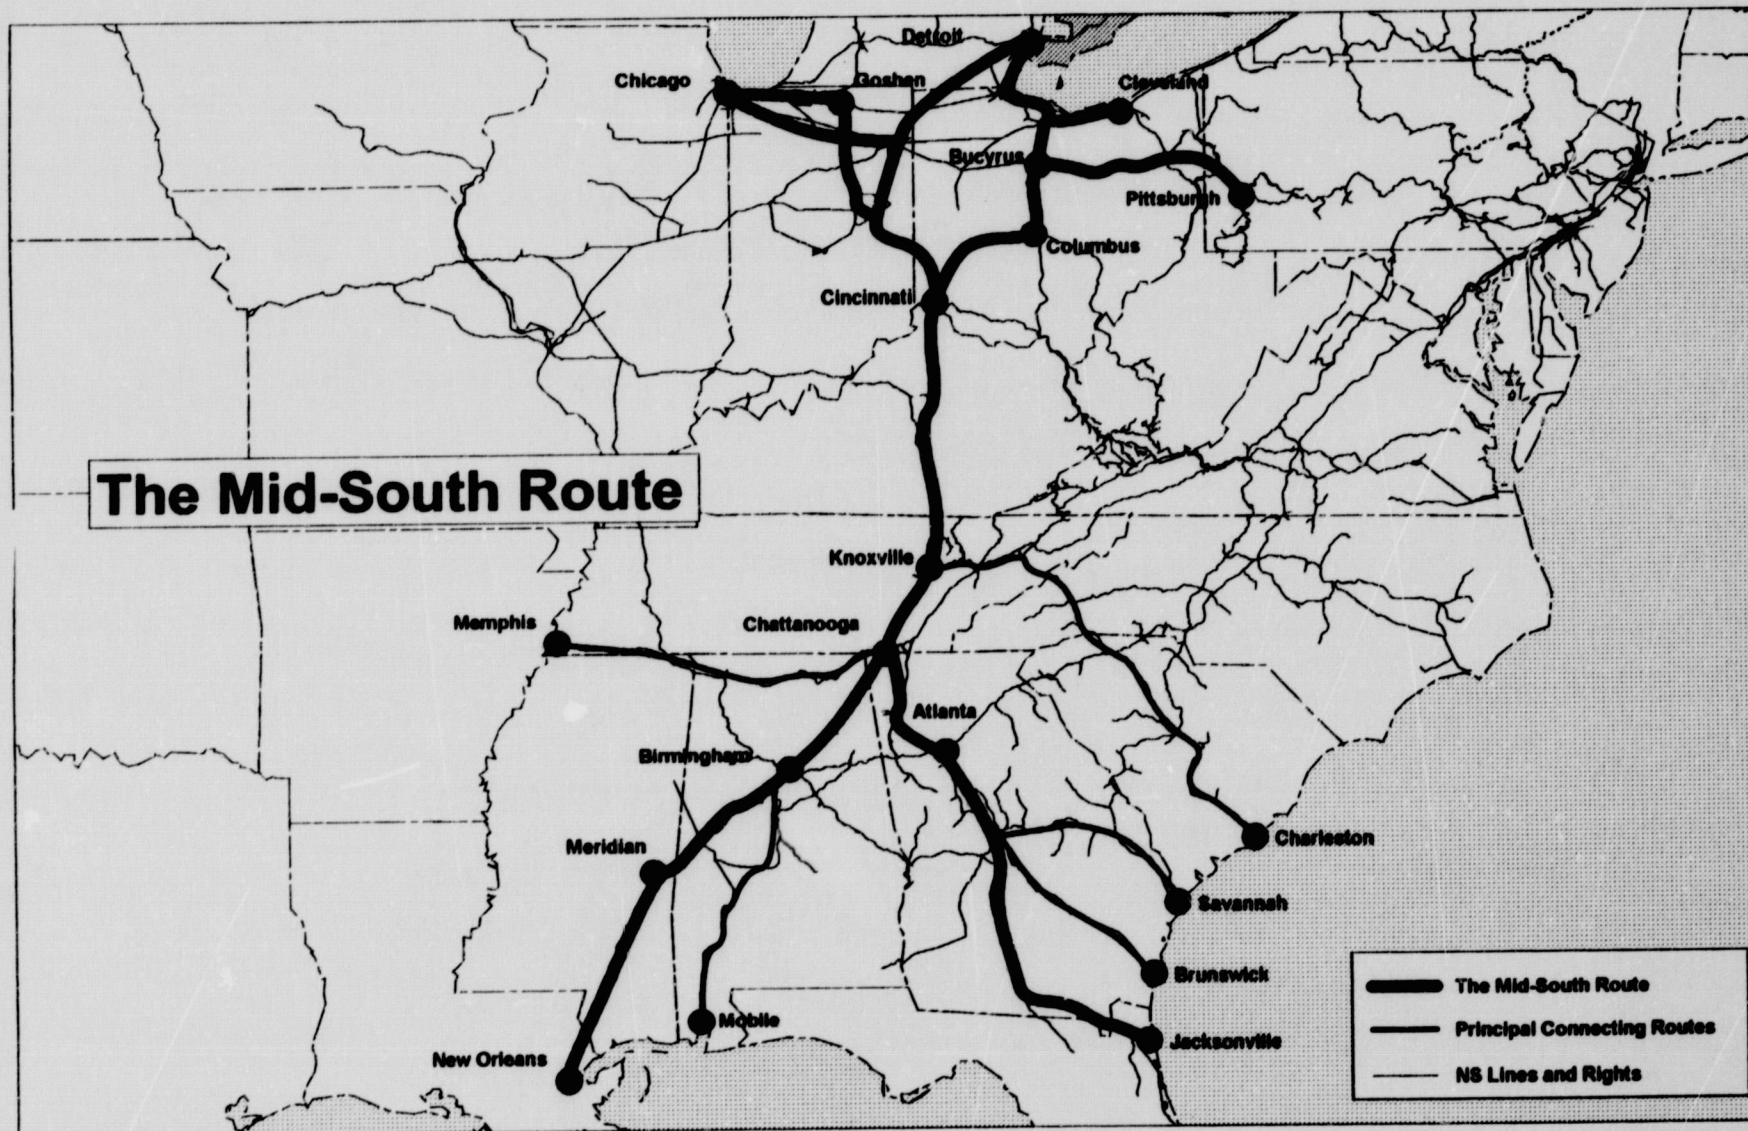 Detroit
Chicago
Goshen
Cleveland
Bucyrus
Pittsburgh
Columbus
Cincinnati
The Mid-South Route
Knoxville
Memphis
Chattanooga
Atlanta
Birmingham
Meridian
Charleston
Savannah
Brunswick
The Mid-South Route
Mobile
Principal Connecting Routes
Jacksonville
New Orleans
NS Lines and Rights